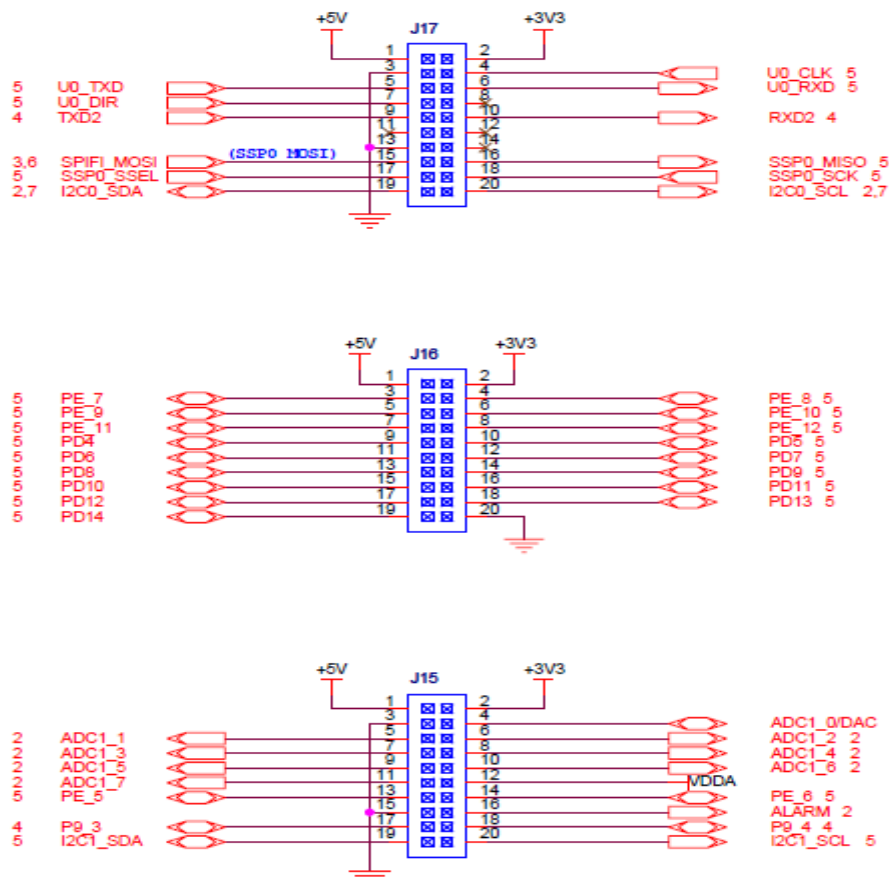 +5V J17 +3V3
1 2
3 4 U0_CLK 5
5 U0_TXD 5 6 U0_RXD 5
5 U0_DIR 7 8
4 TXD2 9 10 RXD2 4
11 12
13 14
3,6 SPIFI_MOSI (SSP0 MOSI) 15 16 SSP0_MISO 5
5 SSP0_SSEL 17 18 SSP0_SCK 5
2,7 I2C0_SDA 19 20 I2C0_SCL 2,7
+5V J16 +3V3
1 2
5 PE_7 3 4 PE_8 5
5 PE_9 5 6 PE_10 5
5 PE_11 7 8 PE_12 5
5 PD4 9 10 PD5 5
5 PD6 11 12 PD7 5
5 PD8 13 14 PD9 5
5 PD10 15 16 PD11 5
5 PD12 17 18 PD13 5
5 PD14 19 20
+5V J15 +3V3
1 2
3 4 ADC1_0/DAC
2 ADC1_1 5 6 ADC1_2 2
2 ADC1_3 7 8 ADC1_4 2
2 ADC1_5 9 10 ADC1_6 2
2 ADC1_7 11 12 VDDA
5 PE_5 13 14 PE_6 5
15 16 ALARM 2
4 P9_3 17 18 P9_4 4
5 I2C1_SDA 19 20 I2C1_SCL 5